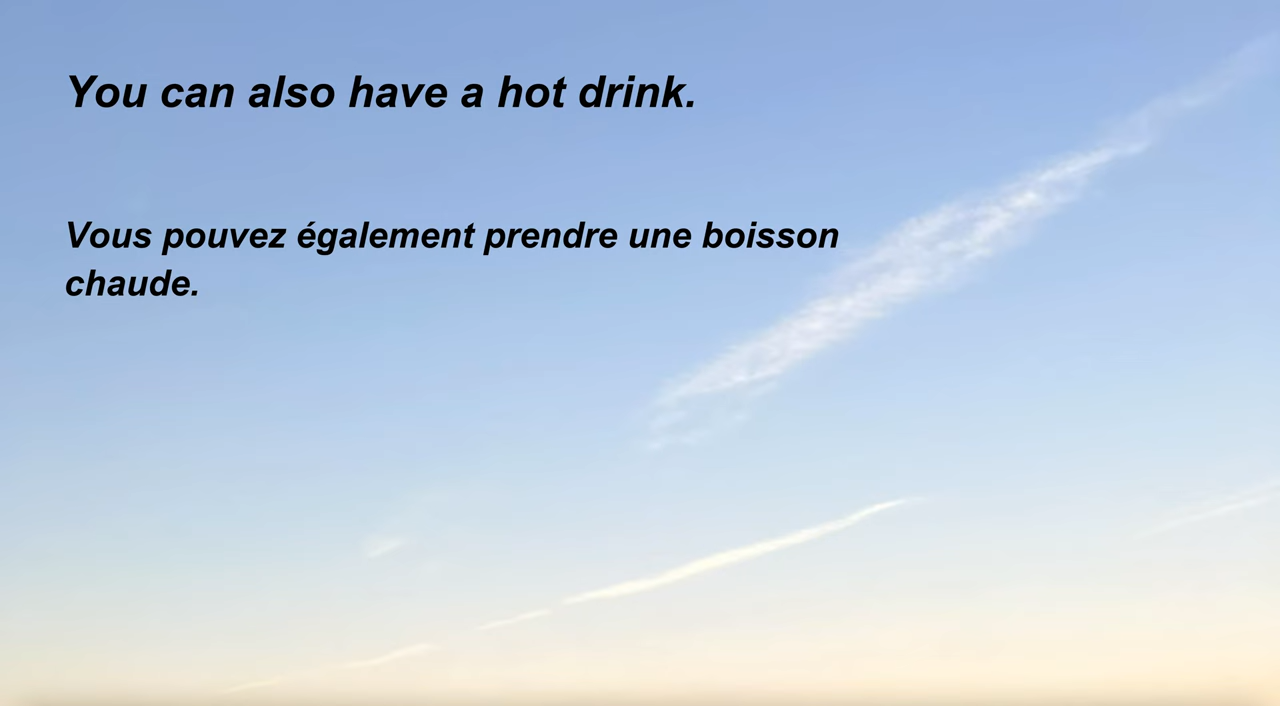 You can also have a hot drink.
Vous pouvez également prendre une boisson
chaude.